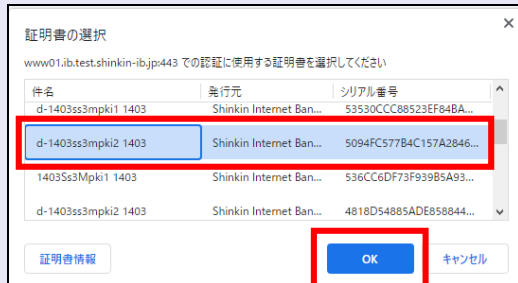 証明書の選択
www01.ib.test.shinkin-ib.jp:443 での認証に使用する証明書を選択してください
件名 発行元 シリアル番号
d-1403ss3mpki1 1403 Shinkin Internet Ban... 53530CCC88523EF84BA...
d-1403ss3mpki2 1403 Shinkin Internet Ban... 5094FC577B4C157A2846...
1403Ss3Mpki1 1403 Shinkin Internet Ban... 536CC6DF73F939B5A93...
d-1403ss3mpki2 1403 Shinkin Internet Ban... 4818D54885ADE858844...
証明書情報 OK キャンセル